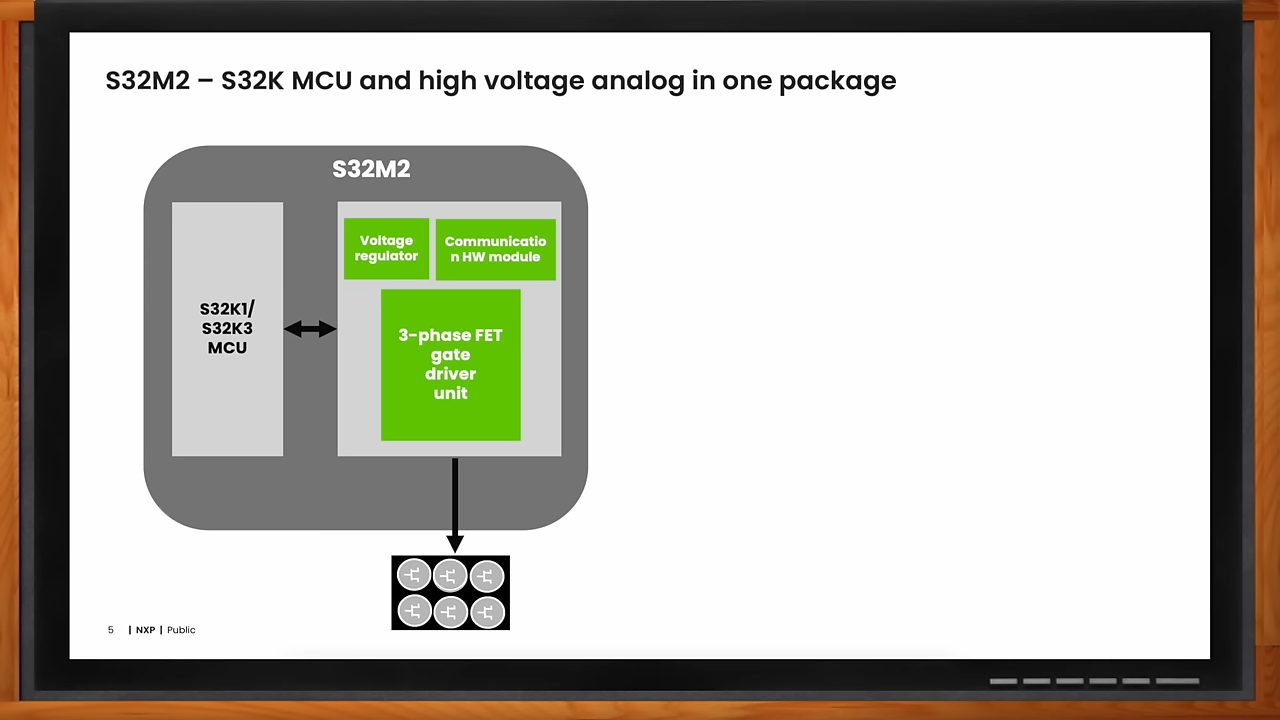 S32M2 – S32K MCU and high voltage analog in one package
S32M2
Voltage
regulator
Communicatio
n HW module
S32K1/
S32K3
MCU
3-phase FET
gate
driver
unit
5 | NXP | Public